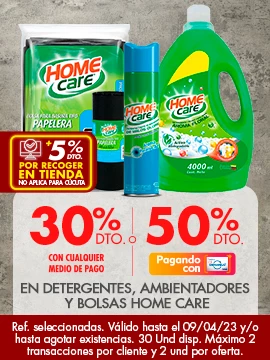 HOME
Care
PAPELERA
HOME
Care
PAPELERA
HOME
Care
HOME
Care
4000 ml
+5%
DTO.
POR RECOGER
EN TIENDA
NO APLICA PARA CÚCUTA
30% DTO. o 50% DTO.
CON CUALQUIER
MEDIO DE PAGO
Pagando
con
EN DETERGENTES, AMBIENTADORES
Y BOLSAS HOME CARE
Ref. seleccionadas. Válido hasta el 09/04/23 y/o
hasta agotar existencias. 30 Und disp. Máximo 2
transacciones por cliente y 2 und por oferta.